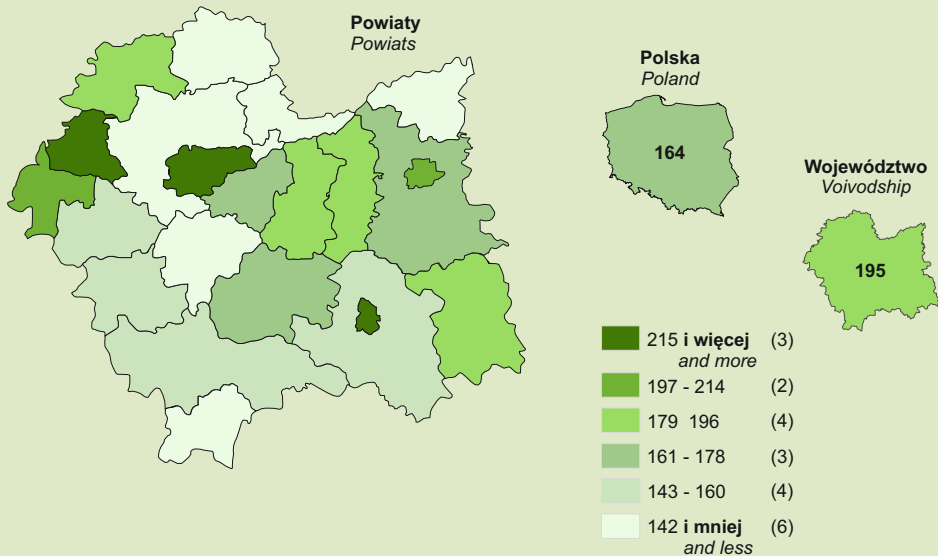 Powiaty
Powiats
Polska
Poland
164
Województwo
Voivodship
195
215 i więcej (3)
and more
197 - 214 (2)
179 196 (4)
161 - 178 (3)
143 - 160 (4)
142 i mniej (6)
and less